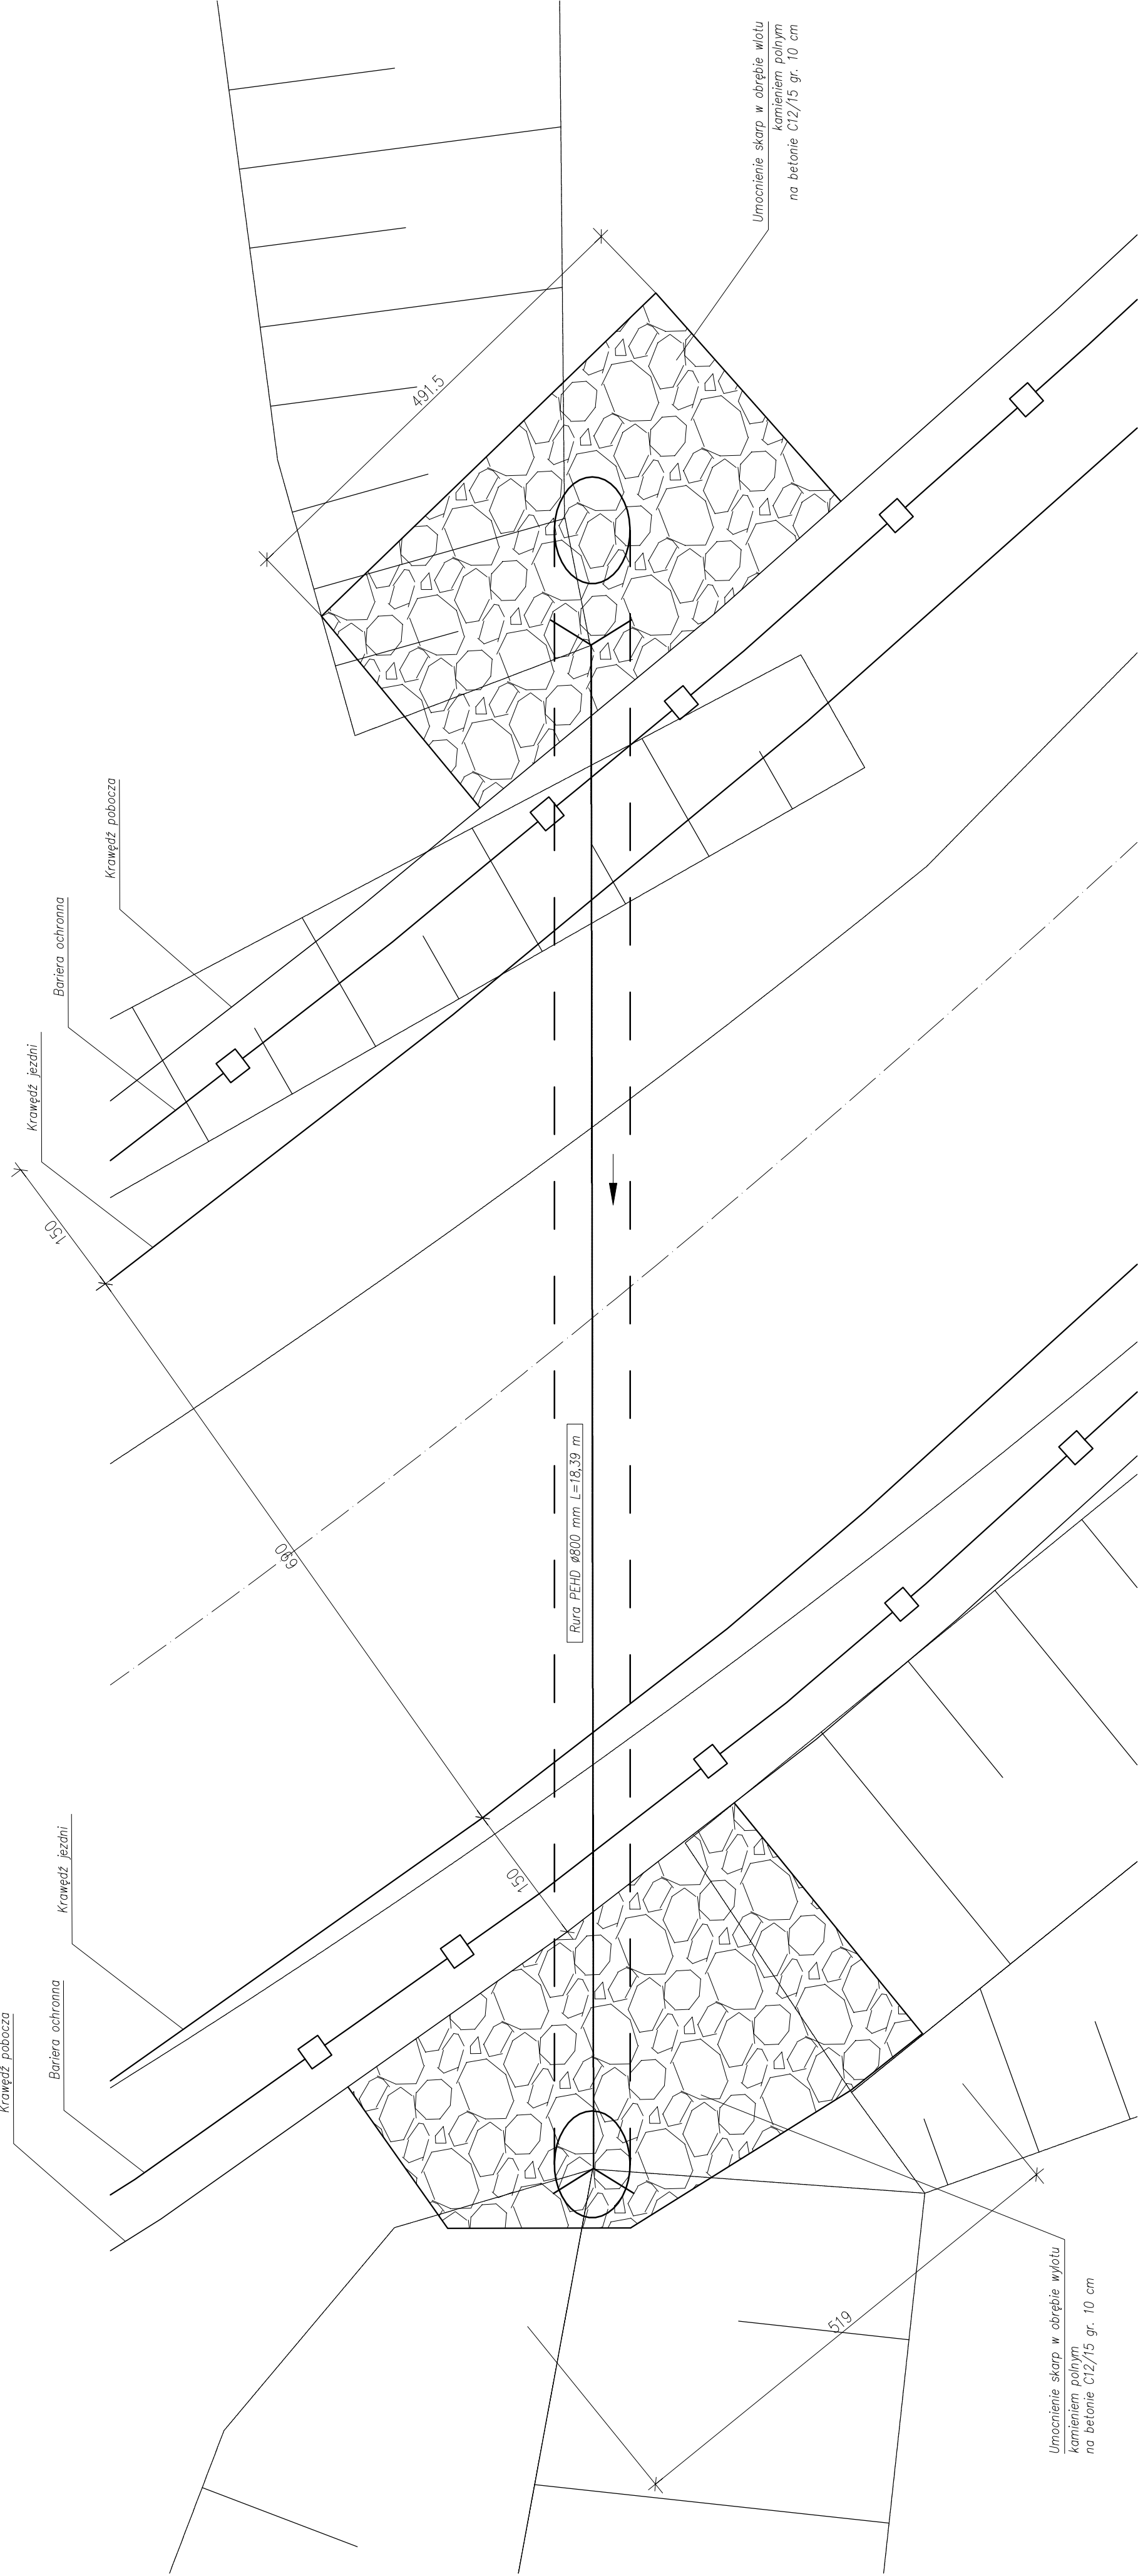 Umocnienie skarp w obrębie wlotu
kamieniem polnym
na betonie C12/15 gr. 10 cm
491.5
Krawędź pobocza
Bariera ochronna
Krawędź jezdni
150
Rura PEHD ø800 mm L=18,39 m
690
Krawędź jezdni
150
Bariera ochronna
Krawędź pobocza
Umocnienie skarp w obrębie wylotu
kamieniem polnym
na betonie C12/15 gr. 10 cm
519